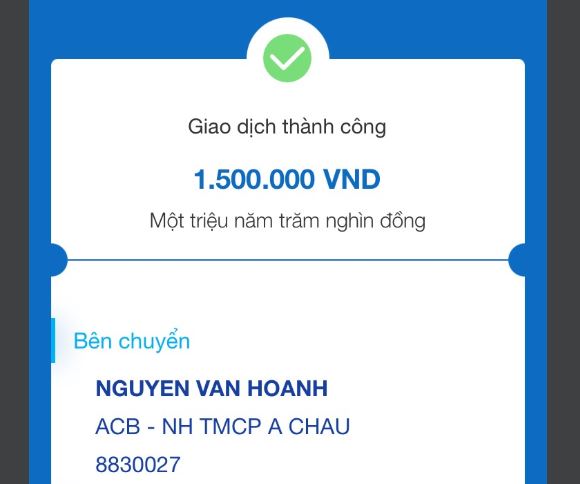 Giao dịch thành công
1.500.000 VND
Một triệu năm trăm nghìn đồng
Bên chuyển
NGUYEN VAN HOANH
ACB - NH TMCP A CHAU
8830027